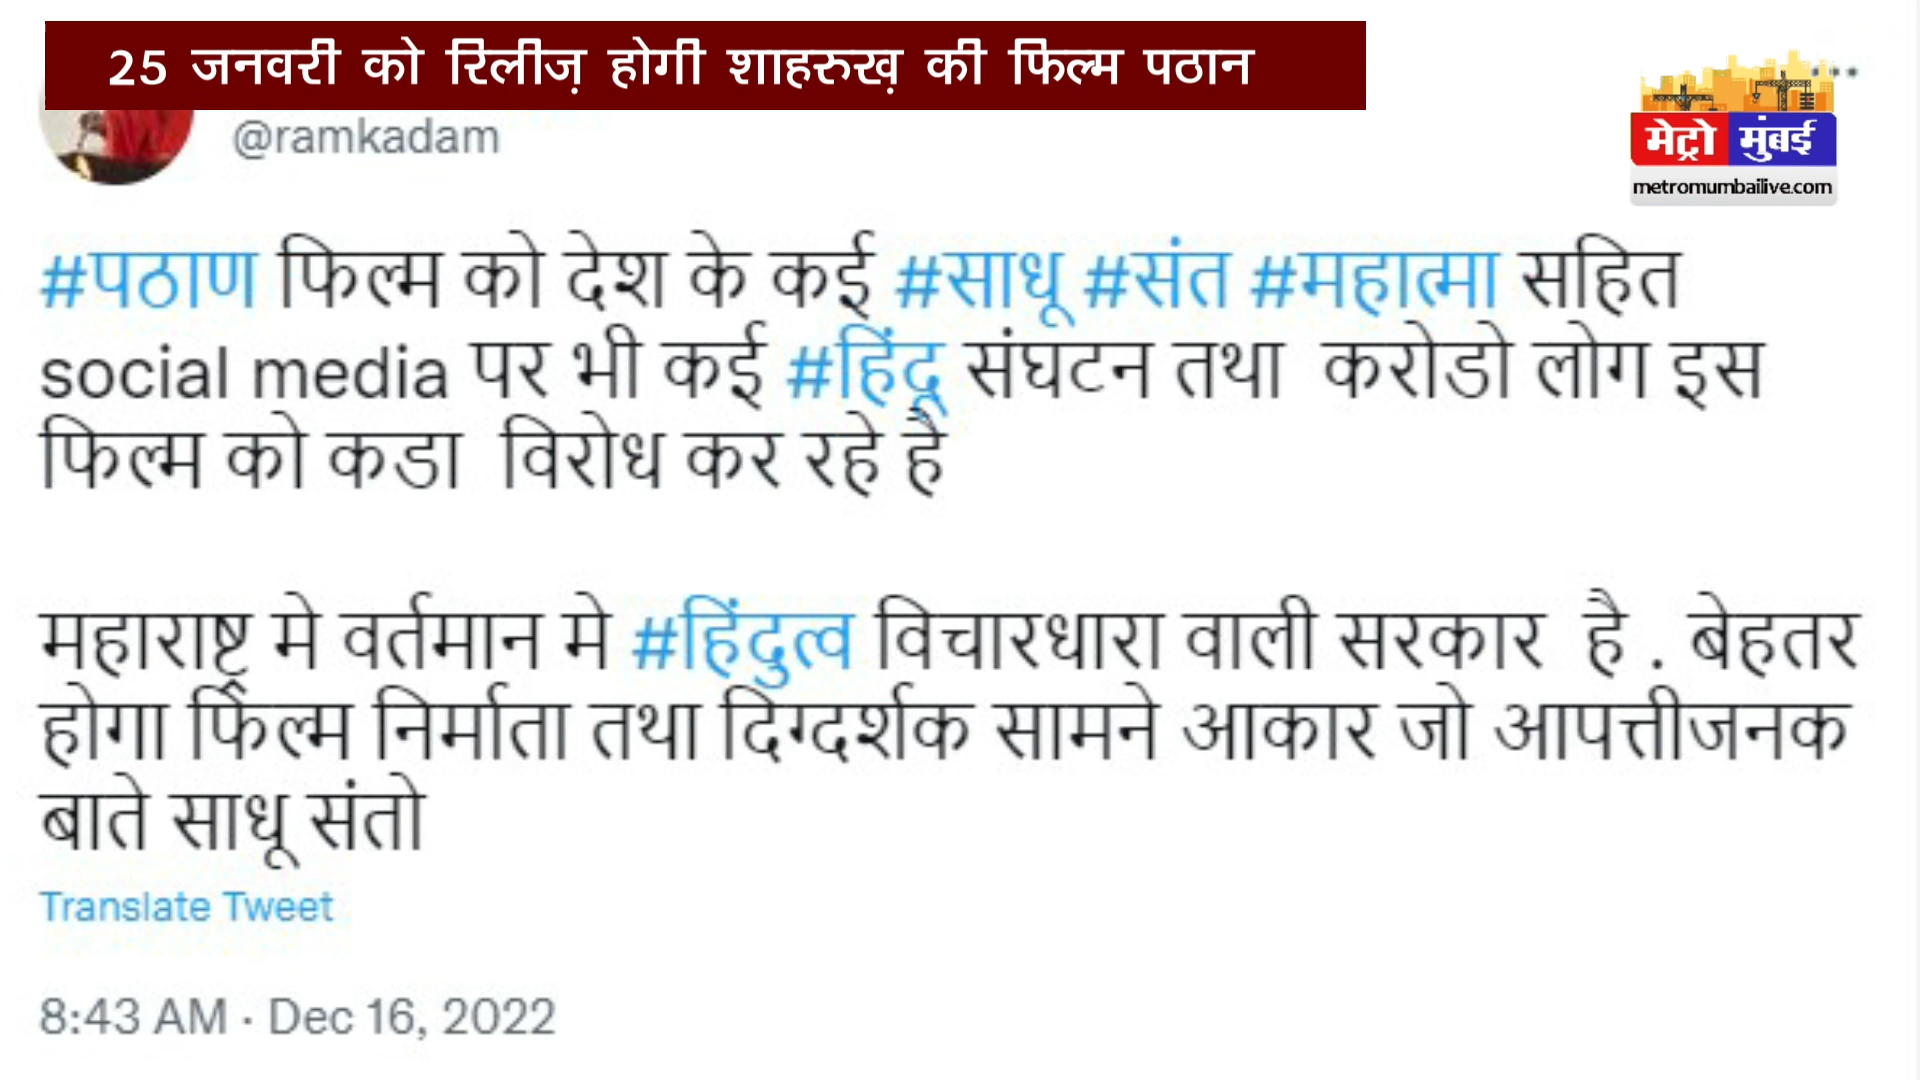 25 जनवरी को रिलीज़ होगी शाहरुख़ की फिल्म पठान
मेट्रो मुंबई
metromumbailive.com
@ramkadam
#पठाण फिल्म को देश के कई #साधू #संत #महात्मा सहित
social media पर भी कई #हिंदू संघटन तथा करोडो लोग इस
फिल्म को कडा विरोध कर रहे है
महाराष्ट्र मे वर्तमान मे #हिंदुत्व विचारधारा वाली सरकार है . बेहतर
होगा फिल्म निर्माता तथा दिग्दर्शक सामने आकार जो आपत्तीजनक
बाते साधू संतो
Translate Tweet
8:43 AM · Dec 16, 2022